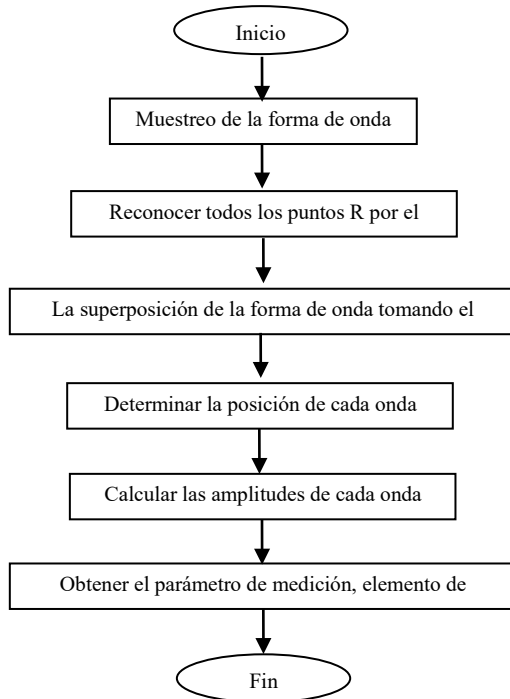 Inicio
Muestreo de la forma de onda
Reconocer todos los puntos R por el
La superposición de la forma de onda tomando el
Determinar la posición de cada onda
Calcular las amplitudes de cada onda
Obtener el parámetro de medición, elemento de
Fin